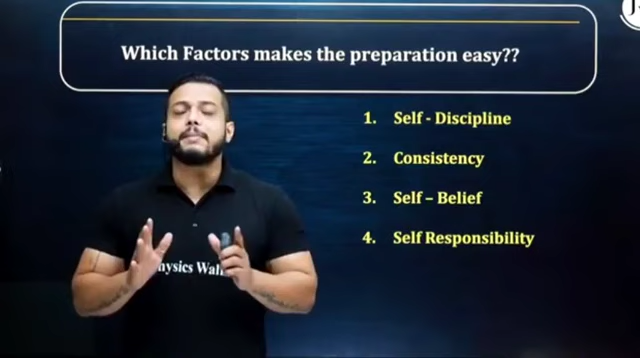 Which Factors makes the preparation easy??
1. Self - Discipline
2. Consistency
3. Self – Belief
4. Self Responsibility